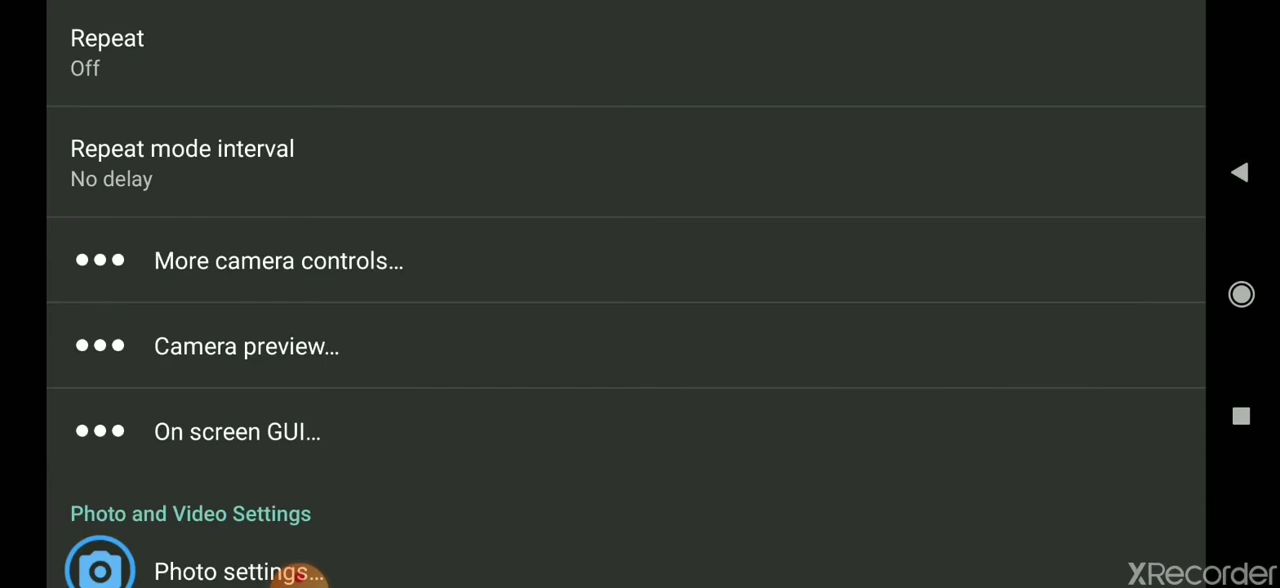 Repeat
Off
Repeat mode interval
No delay
More camera controls...
Camera preview...
On screen GUI...
Photo and Video Settings
Photo settings...
XRecorder